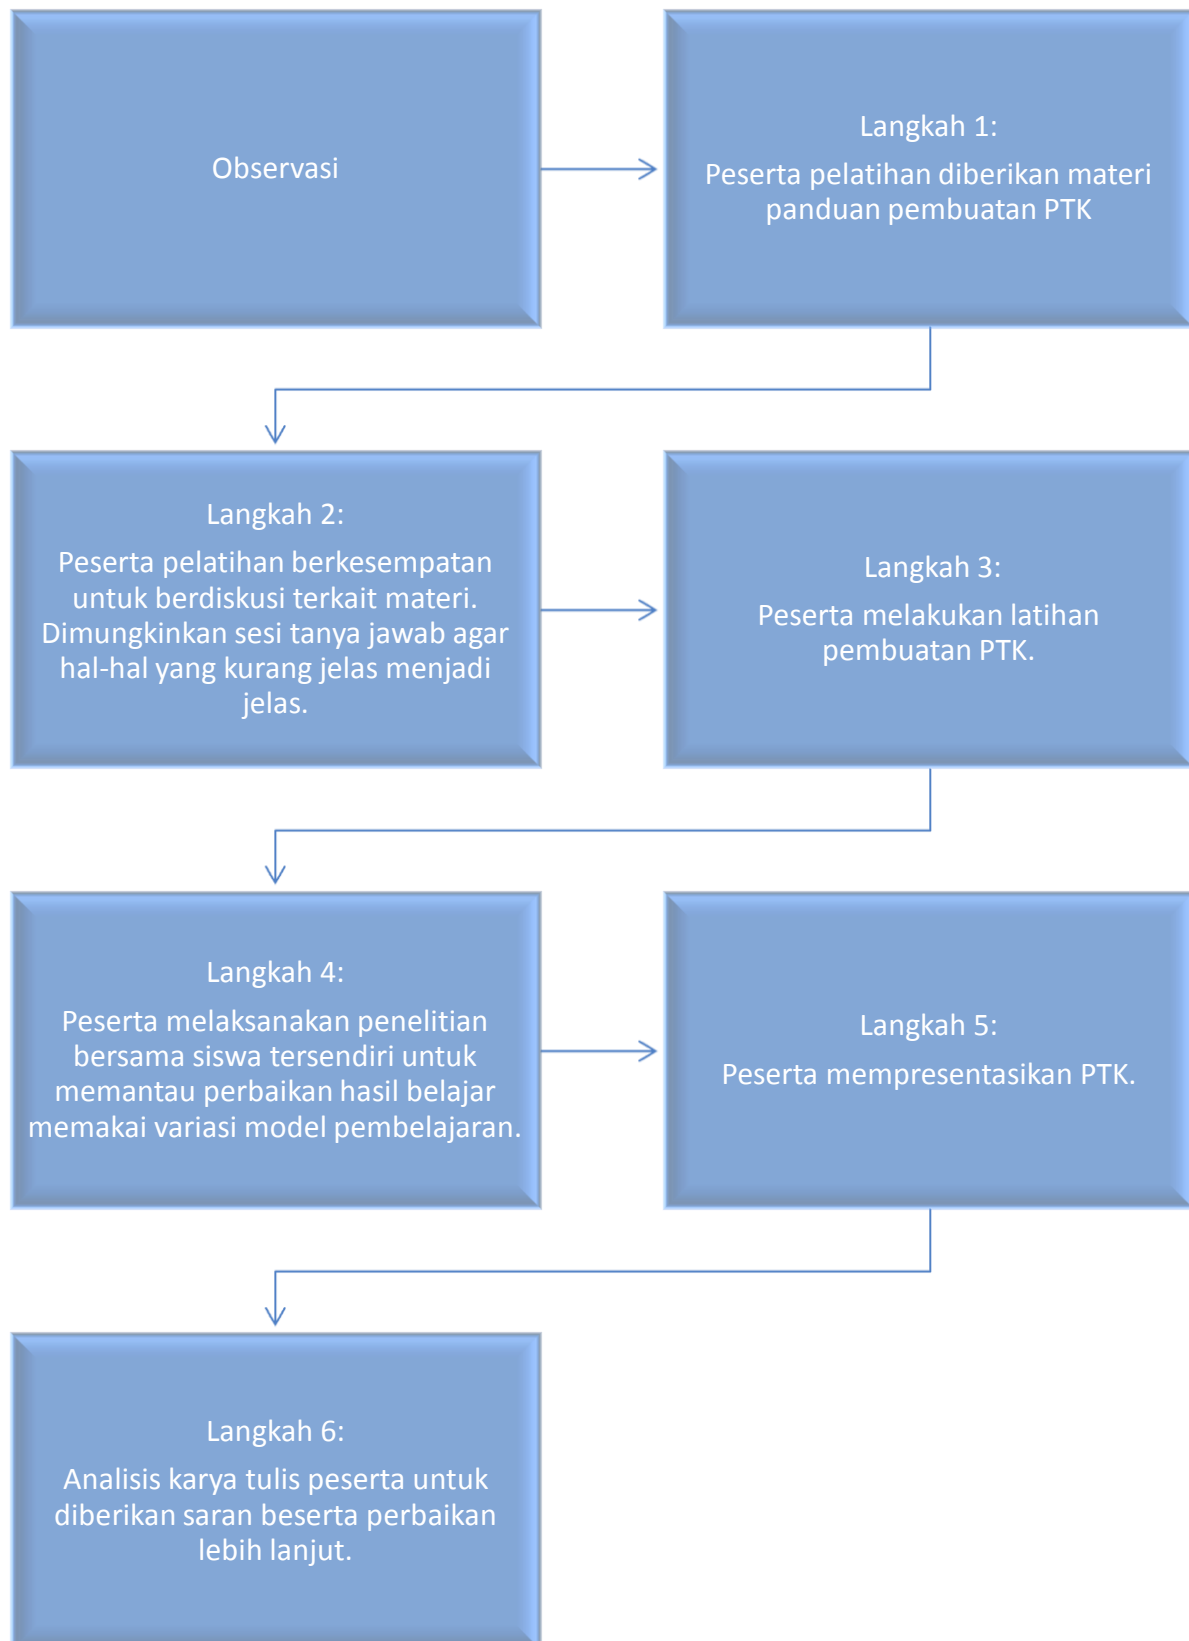 Observasi
Langkah 1:
Peserta pelatihan diberikan materi
panduan pembuatan PTK
Langkah 2:
Peserta pelatihan berkesempatan
untuk berdiskusi terkait materi.
Dimungkinkan sesi tanya jawab agar
hal-hal yang kurang jelas menjadi
jelas.
Langkah 3:
Peserta melakukan latihan
pembuatan PTK.
Langkah 4:
Peserta melaksanakan penelitian
bersama siswa tersendiri untuk
memantau perbaikan hasil belajar
memakai variasi model pembelajaran.
Langkah 5:
Peserta mempresentasikan PTK.
Langkah 6:
Analisis karya tulis peserta untuk
diberikan saran beserta perbaikan
lebih lanjut.